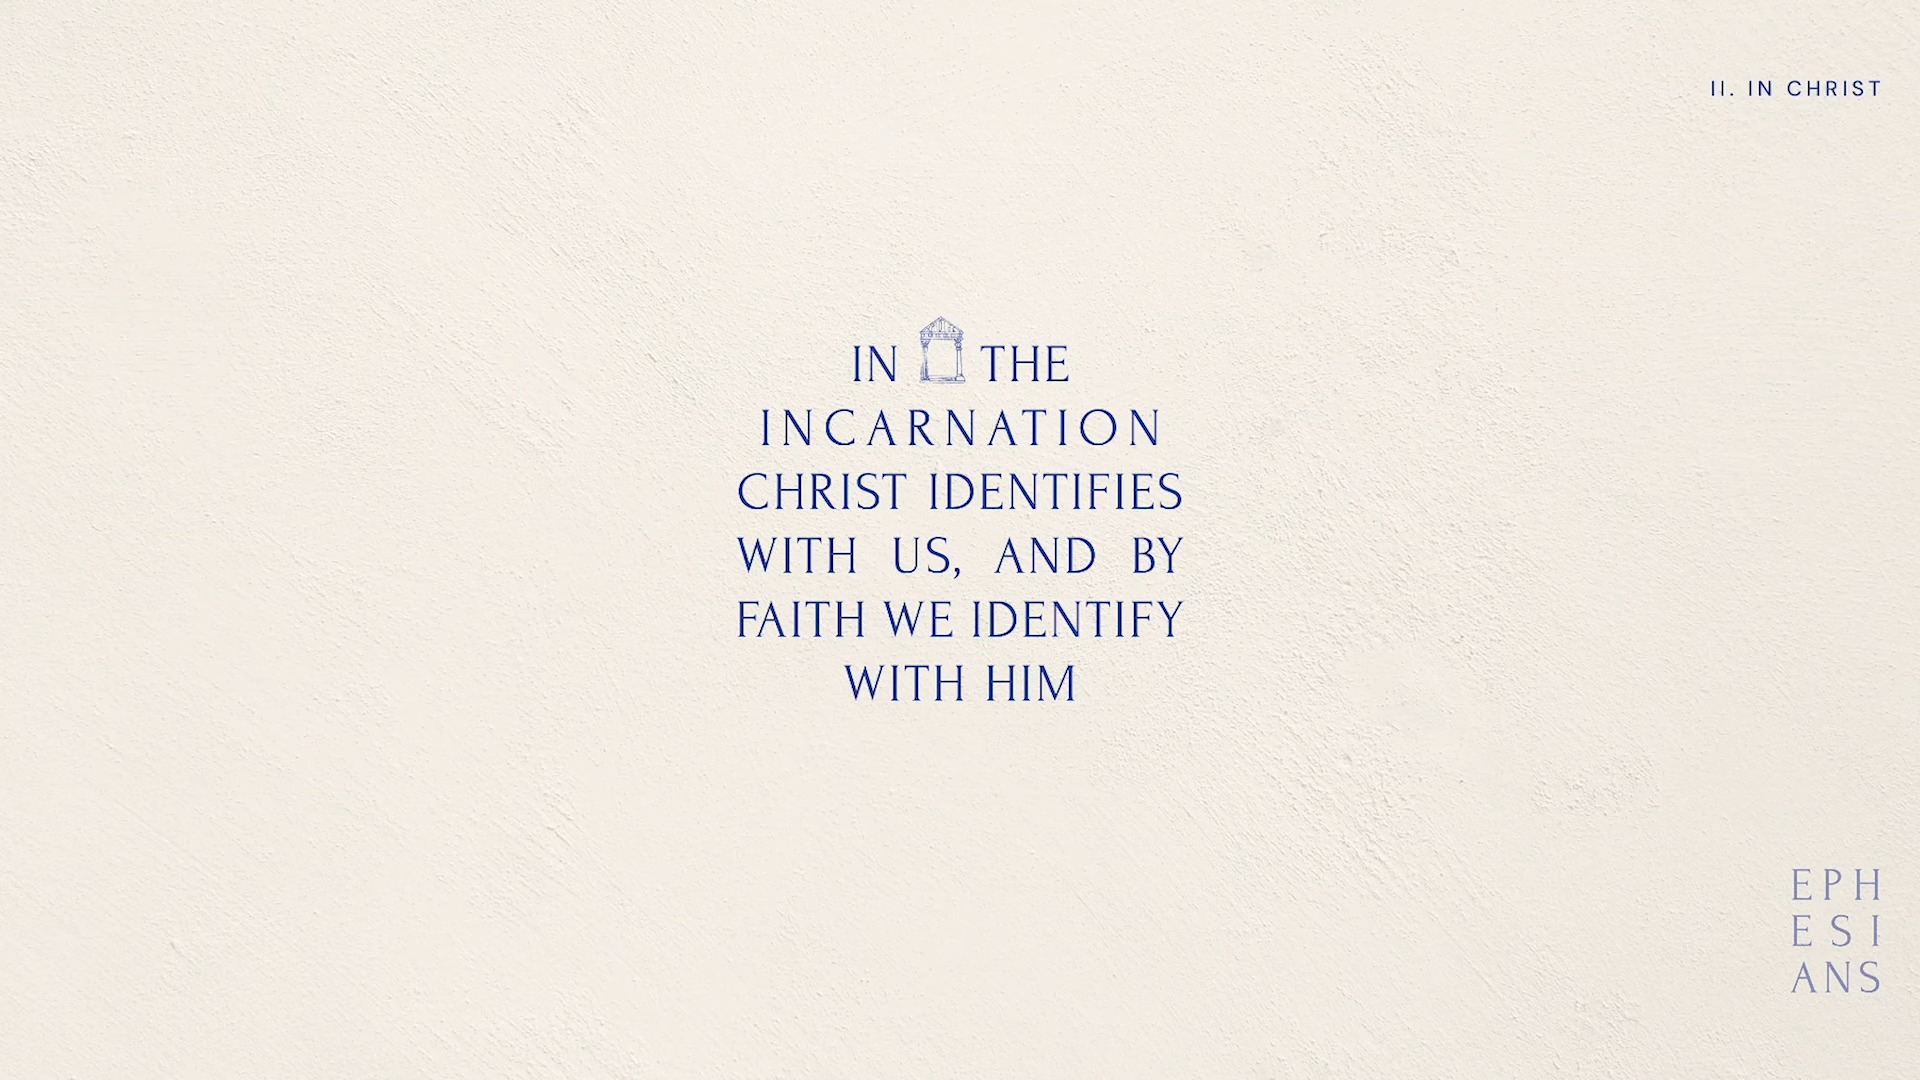 II. IN CHRIST
IN THE
INCARNATION
CHRIST IDENTIFIES
WITH US, AND BY
FAITH WE IDENTIFY
WITH HIM
EPH
ESI
ANS